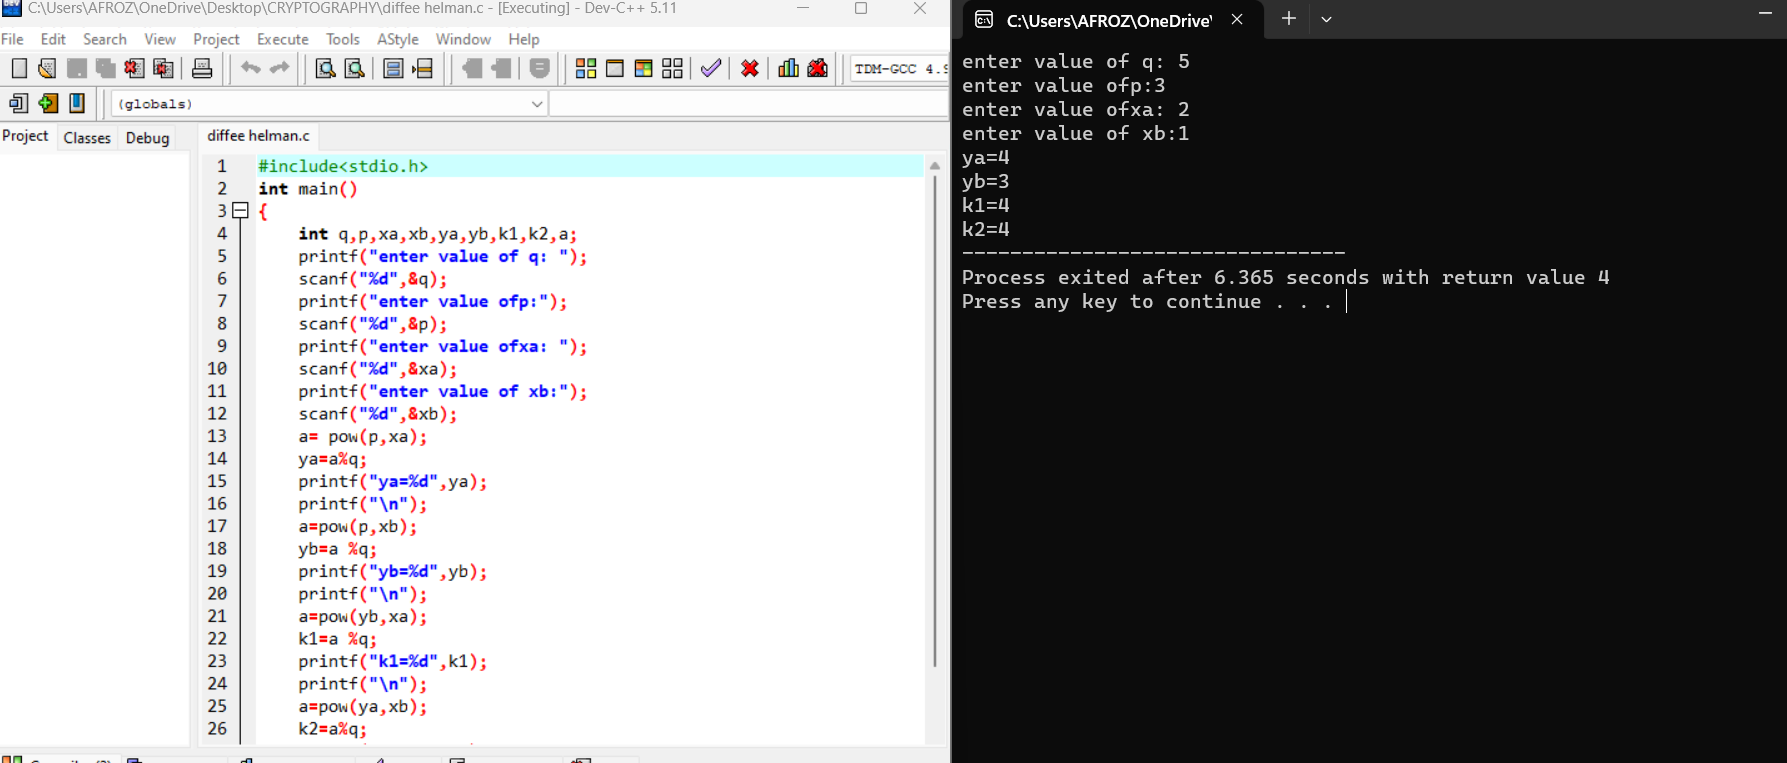 C:\Users\AFROZ\OneDrive\Desktop\CRYPTOGRAPHY\diffee helman.c - [Executing] - Dev-C++ 5.11
File Edit Search View Project Execute Tools AStyle Window Help
TDM-GCC 4.9
(globals)
Project Classes Debug
diffee helman.c
1 #include<stdio.h>
2 int main()
3 {
4 int q,p,xa,xb,ya,yb,k1,k2,a;
5 printf("enter value of q: ");
6 scanf("%d",&q);
7 printf("enter value ofp:");
8 scanf("%d",&p);
9 printf("enter value ofxa: ");
10 scanf("%d",&xa);
11 printf("enter value of xb:");
12 scanf("%d",&xb);
13 a= pow(p,xa);
14 ya=a%q;
15 printf("ya=%d",ya);
16 printf("\n");
17 a=pow(p,xb);
18 yb=a %q;
19 printf("yb=%d",yb);
20 printf("\n");
21 a=pow(yb,xa);
22 k1=a %q;
23 printf("k1=%d",k1);
24 printf("\n");
25 a=pow(ya,xb);
26 k2=a%q;
C:\Users\AFROZ\OneDrive\
enter value of q: 5
enter value ofp:3
enter value ofxa: 2
enter value of xb:1
ya=4
yb=3
k1=4
k2=4
--------------------------------
Process exited after 6.365 seconds with return value 4
Press any key to continue . . .